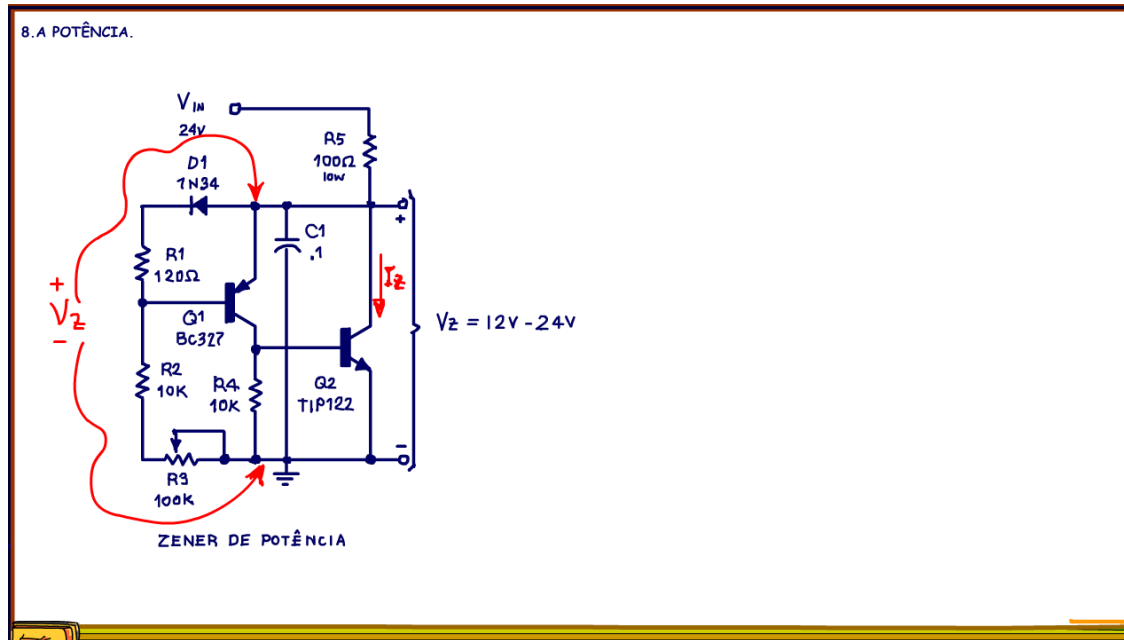 8.A POTÊNCIA.
VIN
24V
R5
100Ω
10W
D1
1N34
+
C1
.1
R1
120Ω
+
Vz
-
Iz
Q1
BC327
Vz = 12V - 24V
R2
10K
R4
10K
Q2
TIP122
-
R3
100K
ZENER DE POTÊNCIA